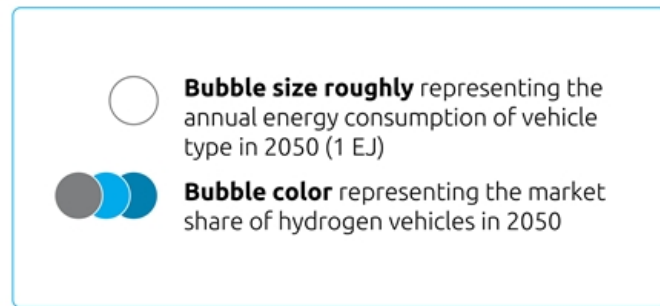 Bubble size roughly representing the
annual energy consumption of vehicle
type in 2050 (1 EJ)
Bubble color representing the market
share of hydrogen vehicles in 2050